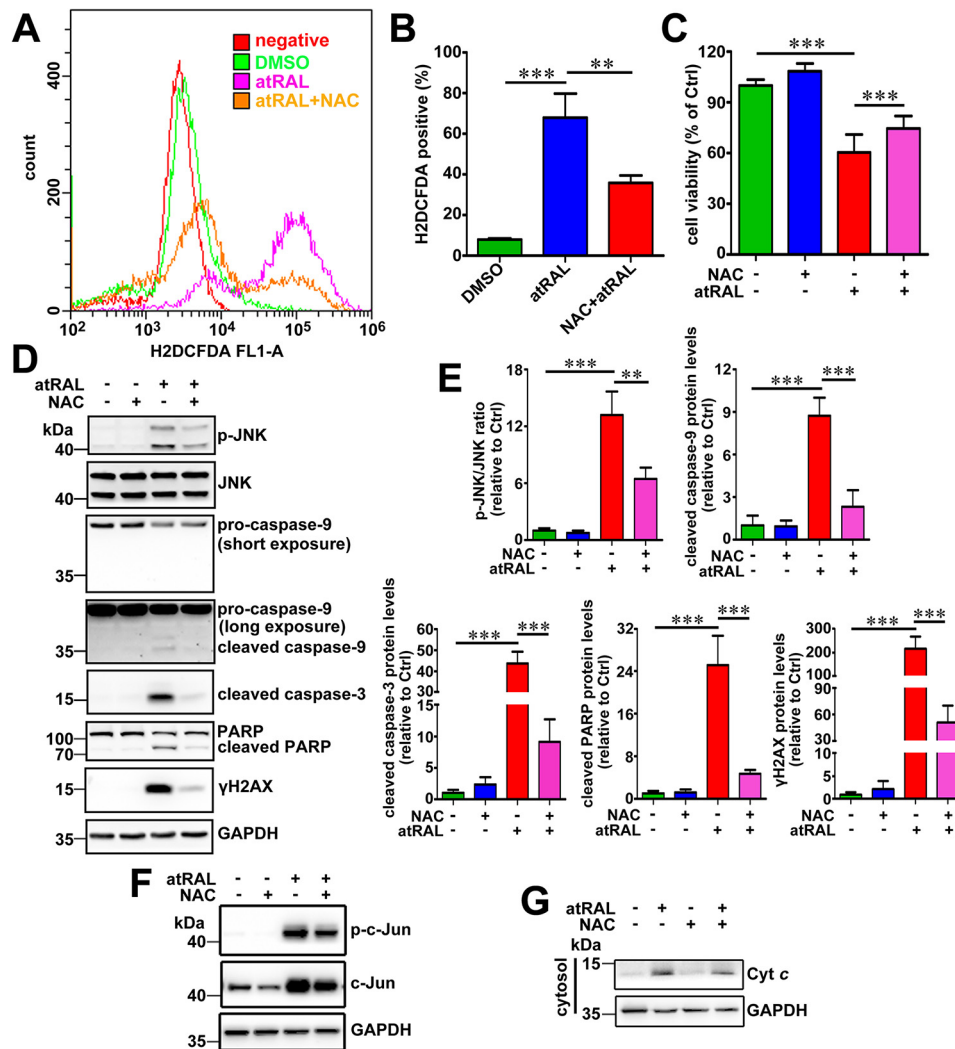 A
negative
DMSO
atRAL
atRAL+NAC
count
400
200
0
10^2 10^3 10^4 10^5 10^6
H2DCFDA FL1-A
B
H2DCFDA positive (%)
100
80
60
40
20
0
*** **
DMSO atRAL NAC+atRAL
C
cell viability (% of Ctrl)
120
90
60
30
0
***
***
NAC - + - +
atRAL - - + +
D
atRAL - - + +
NAC - + - +
kDa
40 p-JNK
40 JNK
pro-caspase-9
(short exposure)
35
pro-caspase-9
(long exposure)
35 cleaved caspase-9
15 cleaved caspase-3
100 PARP
70 cleaved PARP
15 γH2AX
35 GAPDH
E
p-JNK/JNK ratio
(relative to Ctrl)
18
12
6
0
***
**
NAC - + - +
atRAL - - + +
cleaved caspase-9 protein levels
(relative to Ctrl)
12
9
6
3
0
***
***
NAC - + - +
atRAL - - + +
cleaved caspase-3 protein levels
(relative to Ctrl)
60
50
40
30
15
10
5
0
***
***
NAC - + - +
atRAL - - + +
cleaved PARP protein levels
(relative to Ctrl)
32
24
16
8
0
***
***
NAC - + - +
atRAL - - + +
γH2AX protein levels
(relative to Ctrl)
300
200
100
90
60
30
10
5
0
***
***
NAC - + - +
atRAL - - + +
F
atRAL - - + +
NAC - + - +
kDa
40 p-c-Jun
40 c-Jun
35 GAPDH
G
atRAL - + - +
NAC - - + +
kDa
cytosol
15 Cyt c
35 GAPDH